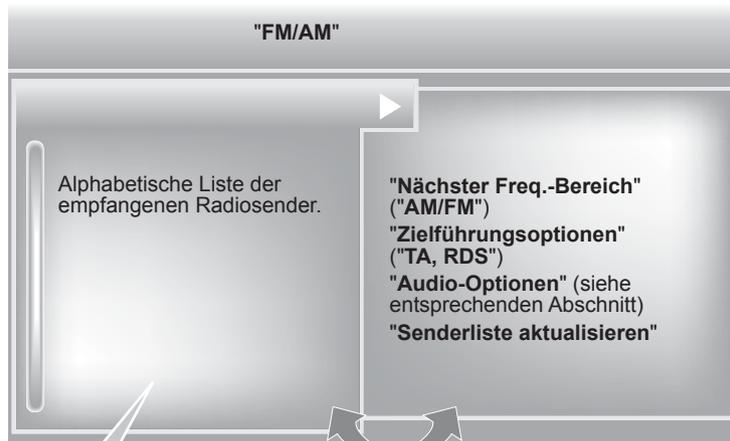 "FM/AM"
Alphabetische Liste der
empfangenen Radiosender.
"Nächster Freq.-Bereich"
("AM/FM")
"Zielführungsoptionen"
("TA, RDS")
"Audio-Optionen" (siehe
entsprechenden Abschnitt)
"Senderliste aktualisieren"